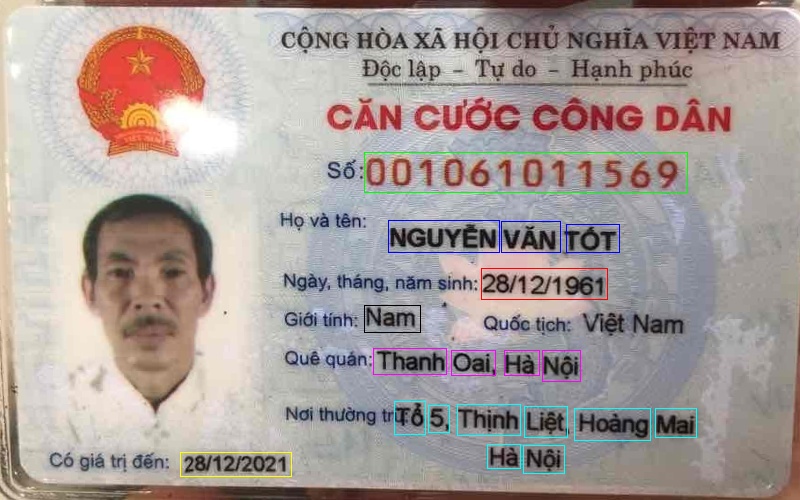 CỘNG HÒA XÃ HỘI CHỦ NGHĨA VIỆT NAM
Độc lập – Tự do – Hạnh phúc
CĂN CƯỚC CÔNG DÂN
Số: 001061011569
Họ và tên: NGUYỄN VĂN TÓT
Ngày, tháng, năm sinh: 28/12/1961
Giới tính: Nam Quốc tịch: Việt Nam
Quê quán: Thanh Oai, Hà Nội
Nơi thường trú: Tổ 5, Thịnh Liệt, Hoàng Mai
Hà Nội
Có giá trị đến: 28/12/2021